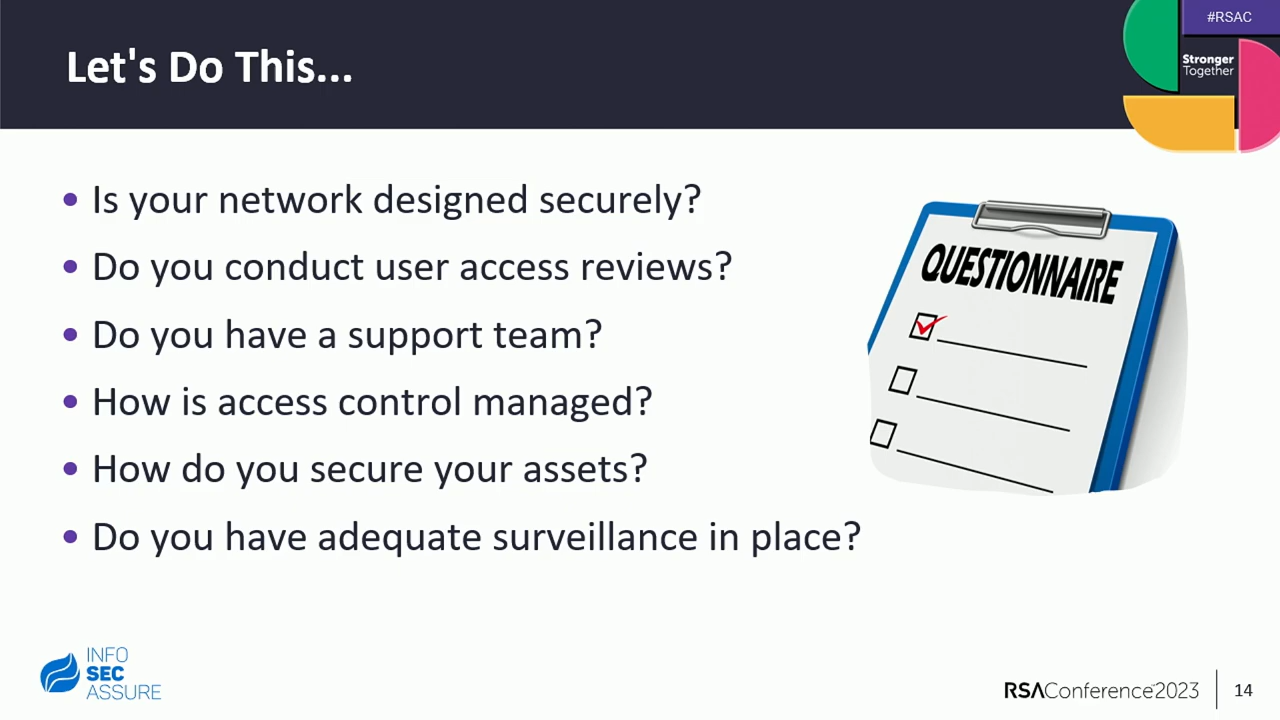 #RSAC
Stronger
Together
Let's Do This...
• Is your network designed securely?
• Do you conduct user access reviews?
• Do you have a support team?
• How is access control managed?
• How do you secure your assets?
• Do you have adequate surveillance in place?
QUESTIONNAIRE
INFO
SEC
ASSURE
RSAConference™2023
14